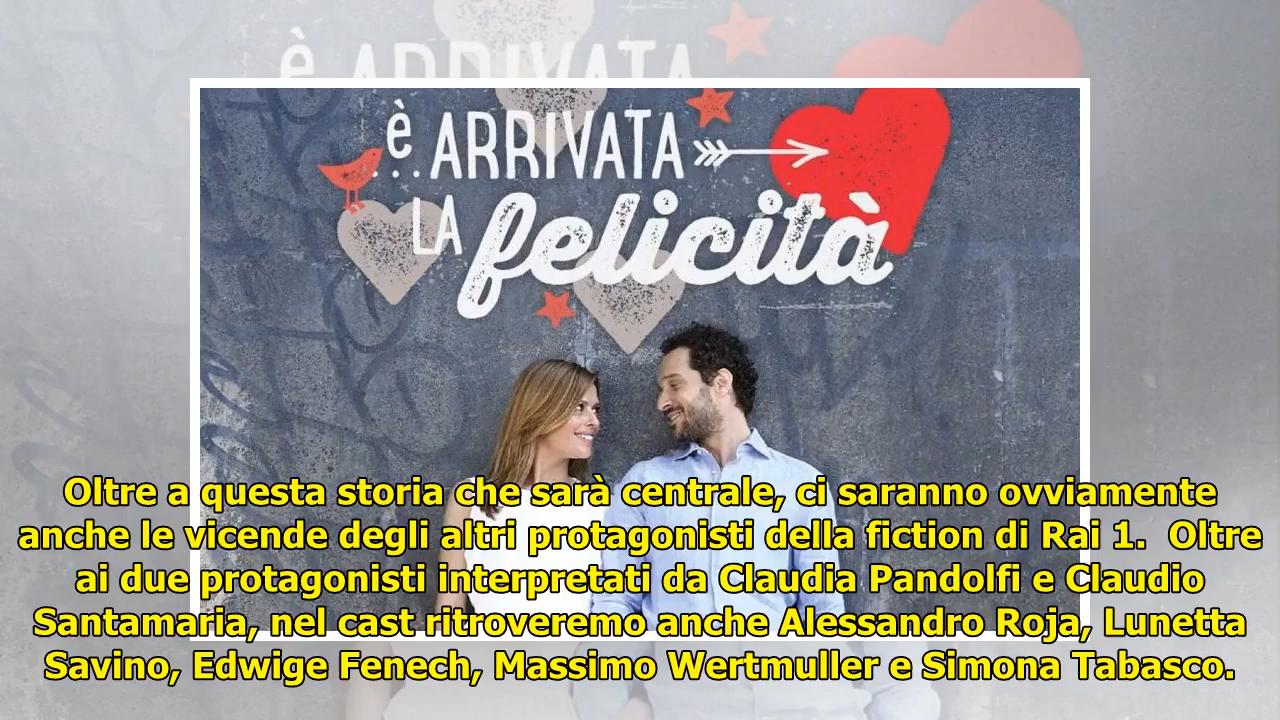 è
...ARRIVATA
LA felicità
Oltre a questa storia che sarà centrale, ci saranno ovviamente
anche le vicende degli altri protagonisti della fiction di Rai 1. Oltre
ai due protagonisti interpretati da Claudia Pandolfi e Claudio
Santamaria, nel cast ritroveremo anche Alessandro Roja, Lunetta
Savino, Edwige Fenech, Massimo Wertmuller e Simona Tabasco.